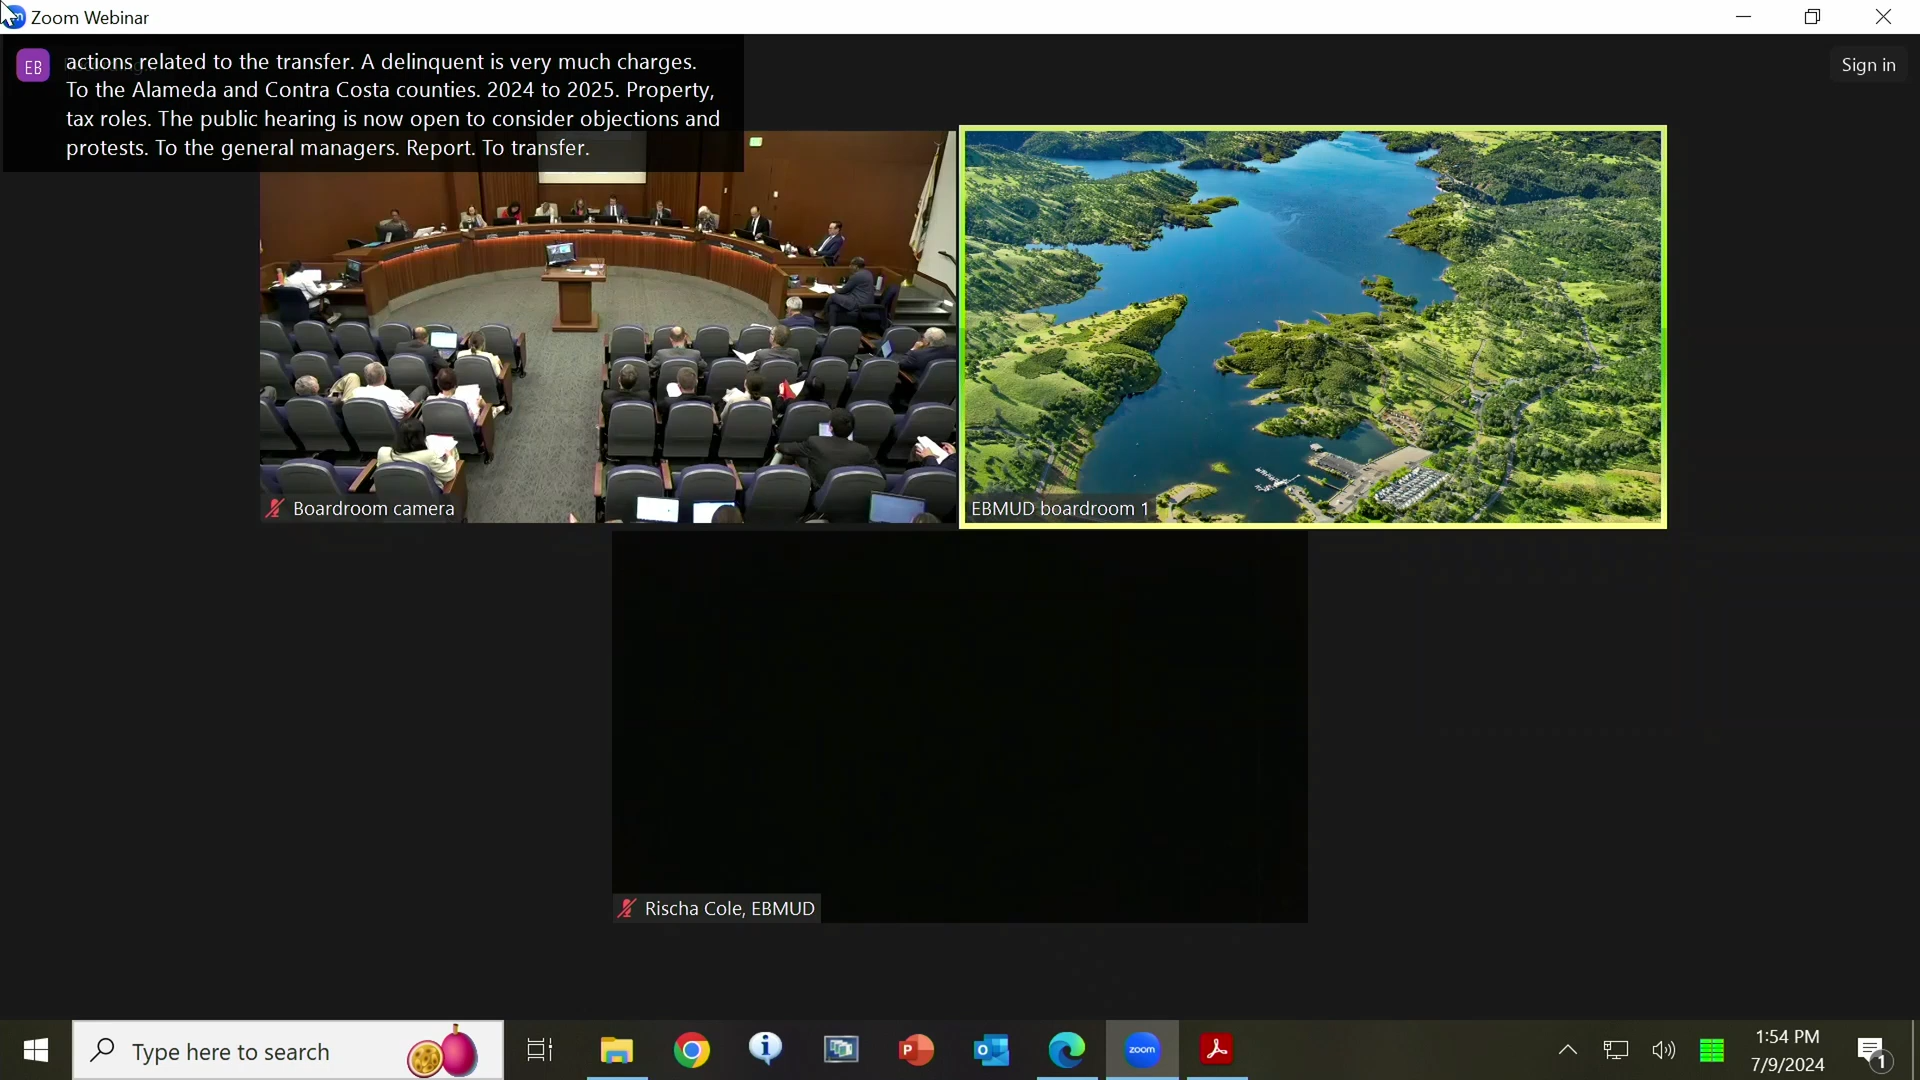 Zoom Webinar
Sign in
EB
actions related to the transfer. A delinquent is very much charges.
To the Alameda and Contra Costa counties. 2024 to 2025. Property,
tax roles. The public hearing is now open to consider objections and
protests. To the general managers. Report. To transfer.
Boardroom camera
EBMUD boardroom 1
Rischa Cole, EBMUD
Type here to search
zoom
1:54 PM
7/9/2024
1